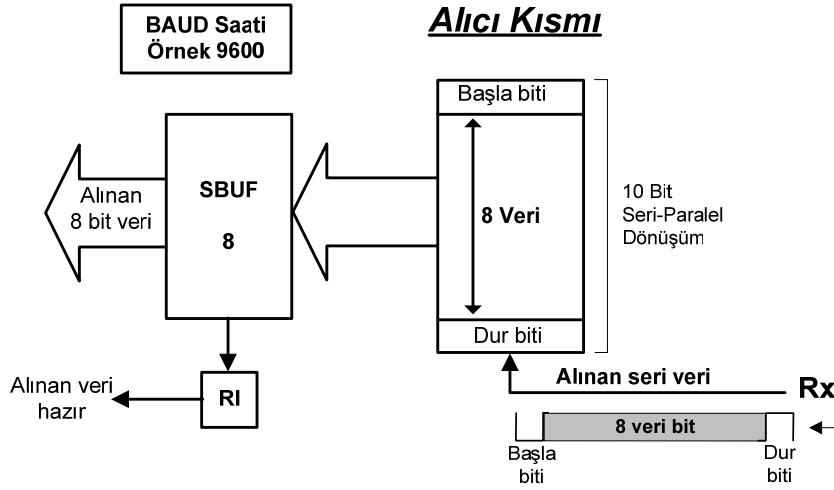 BAUD Saati
Örnek 9600
Alıcı Kısmı
Başla biti
8 Veri
Dur biti
10 Bit
Seri-Paralel
Dönüşüm
SBUF
8
Alınan
8 bit veri
RI
Alınan veri
hazır
Alınan seri veri
Rx
8 veri bit
Başla
biti
Dur
biti